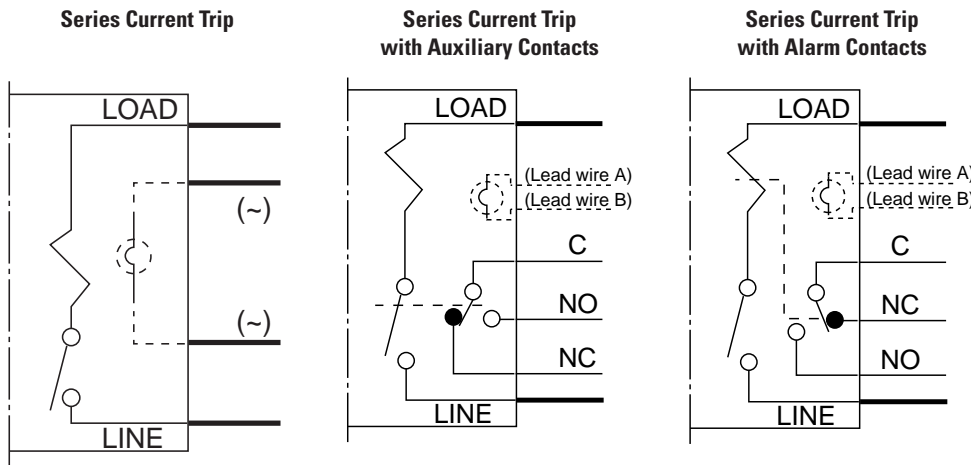 Series Current Trip
LOAD
(~)
(~)
LINE
Series Current Trip
with Auxiliary Contacts
LOAD
(Lead wire A)
(Lead wire B)
C
NO
NC
LINE
Series Current Trip
with Alarm Contacts
LOAD
(Lead wire A)
(Lead wire B)
C
NC
NO
LINE